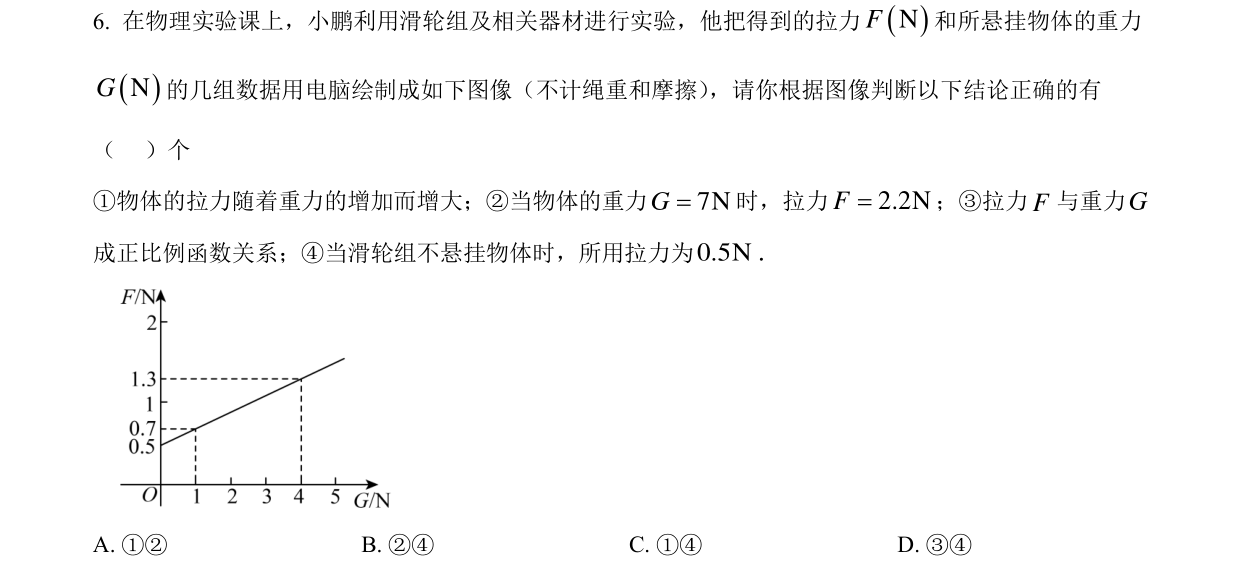 6. 在物理实验课上，小鹏利用滑轮组及相关器材进行实验，他把得到的拉力F(N)和所悬挂物体的重力
G(N)的几组数据用电脑绘制成如下图像（不计绳重和摩擦），请你根据图像判断以下结论正确的有
（ ）个
①物体的拉力随着重力的增加而增大；②当物体的重力G = 7N时，拉力F = 2.2N；③拉力F 与重力G
成正比例函数关系；④当滑轮组不悬挂物体时，所用拉力为0.5N．
F/N
2
1.3
1
0.7
0.5
O 1 2 3 4 5 G/N
A. ①② B. ②④ C. ①④ D. ③④